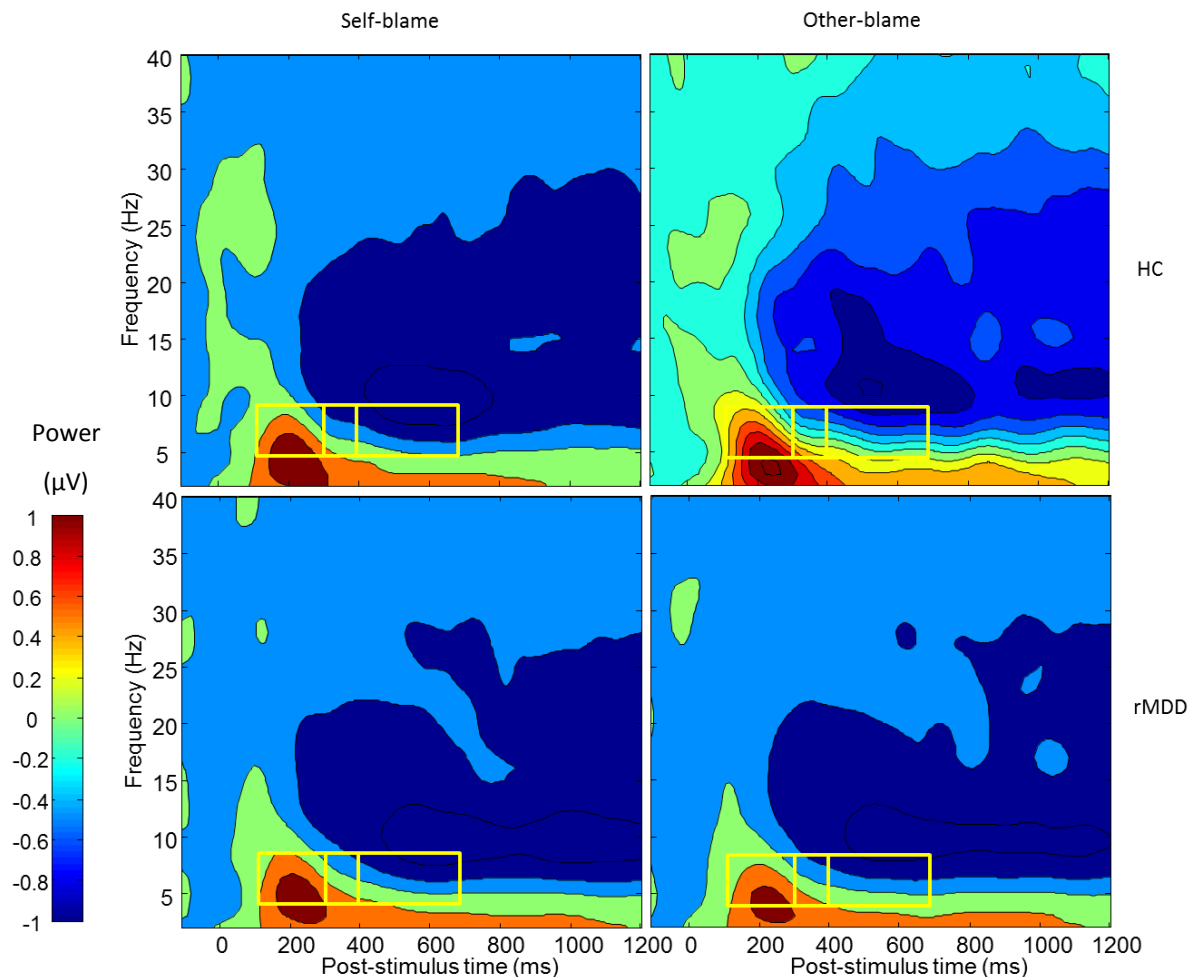 Self-blame
Other-blame
40
35
30
25
20
15
10
5
Frequency (Hz)
HC
Power
(µV)
1
0.8
0.6
0.4
0.2
0
-0.2
-0.4
-0.6
-0.8
-1
40
35
30
25
20
15
10
5
Frequency (Hz)
rMDD
0 200 400 600 800 1000 1200
0 200 400 600 800 1000 1200
Post-stimulus time (ms)
Post-stimulus time (ms)